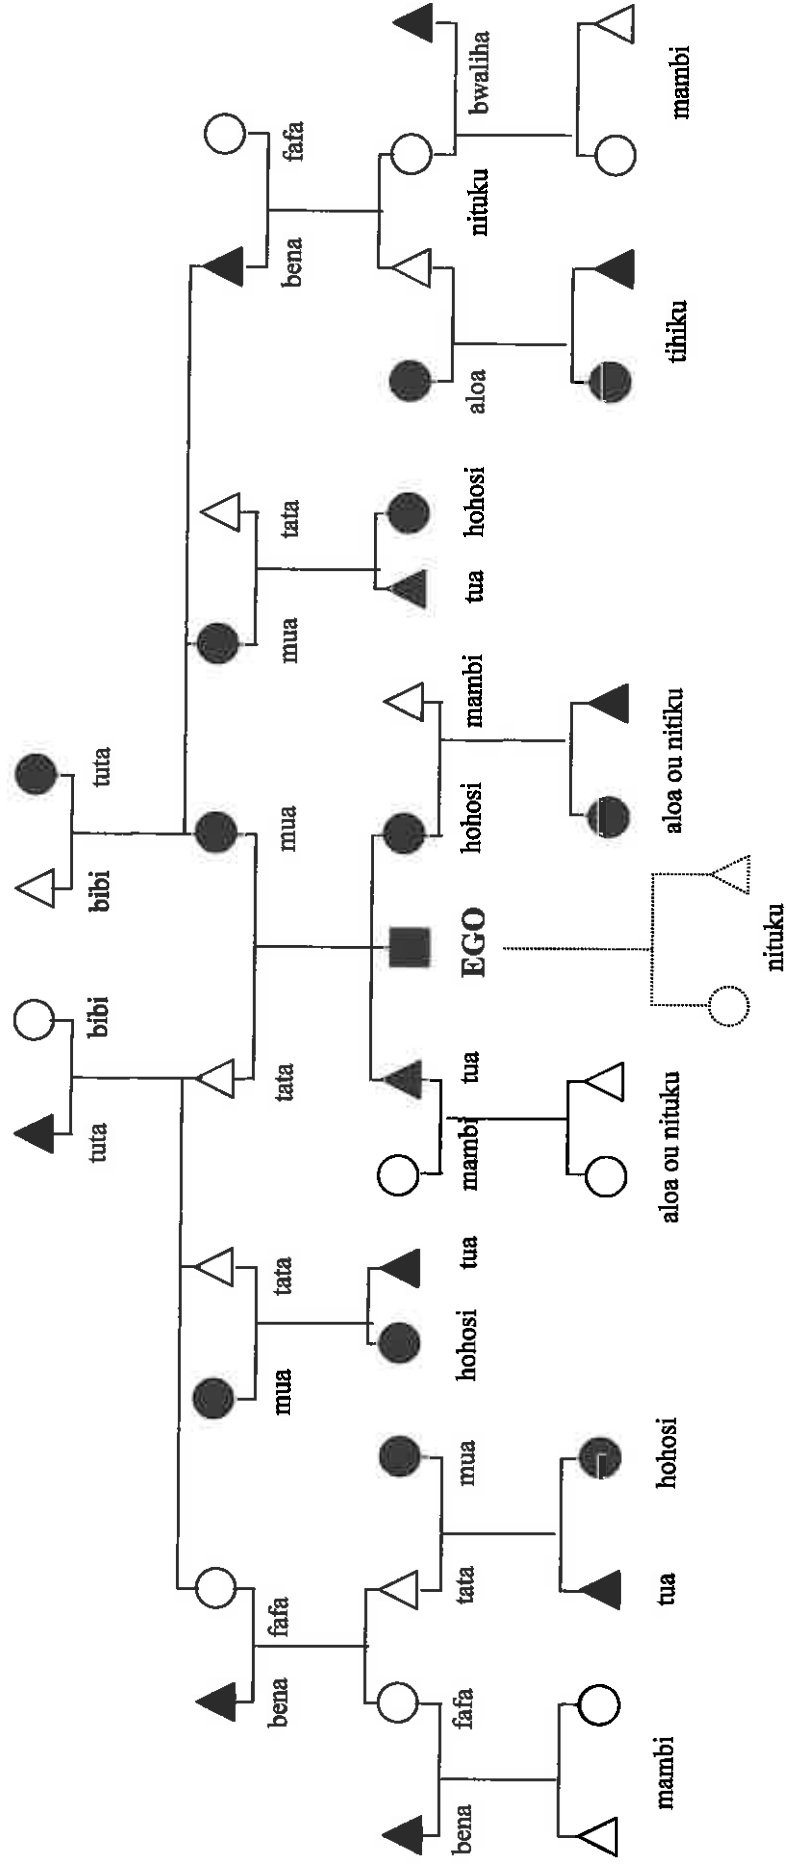 tuta bibi bibi tuta
bena fafa mua tata tata mua mua tata bena fafa
bena fafa tata mua hohosi tua mambi tua EGO hohosi mambi tua hohosi aloa nituku bwaliha
mambi tua hohosi aloa ou nituku aloa ou nitiku tihiku mambi
nituku